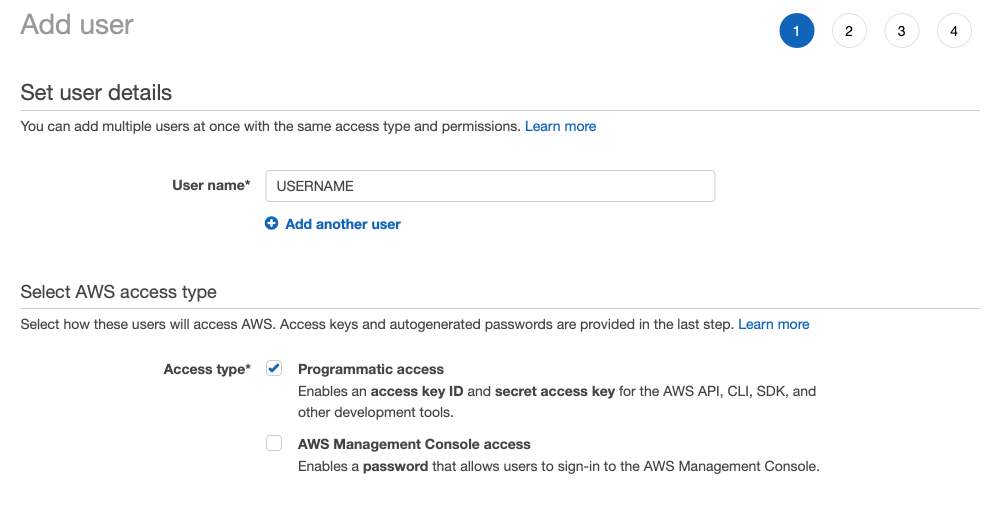 Add user
1 2 3 4
Set user details
You can add multiple users at once with the same access type and permissions. Learn more
User name* USERNAME
Add another user
Select AWS access type
Select how these users will access AWS. Access keys and autogenerated passwords are provided in the last step. Learn more
Access type* Programmatic access
Enables an access key ID and secret access key for the AWS API, CLI, SDK, and
other development tools.
AWS Management Console access
Enables a password that allows users to sign-in to the AWS Management Console.